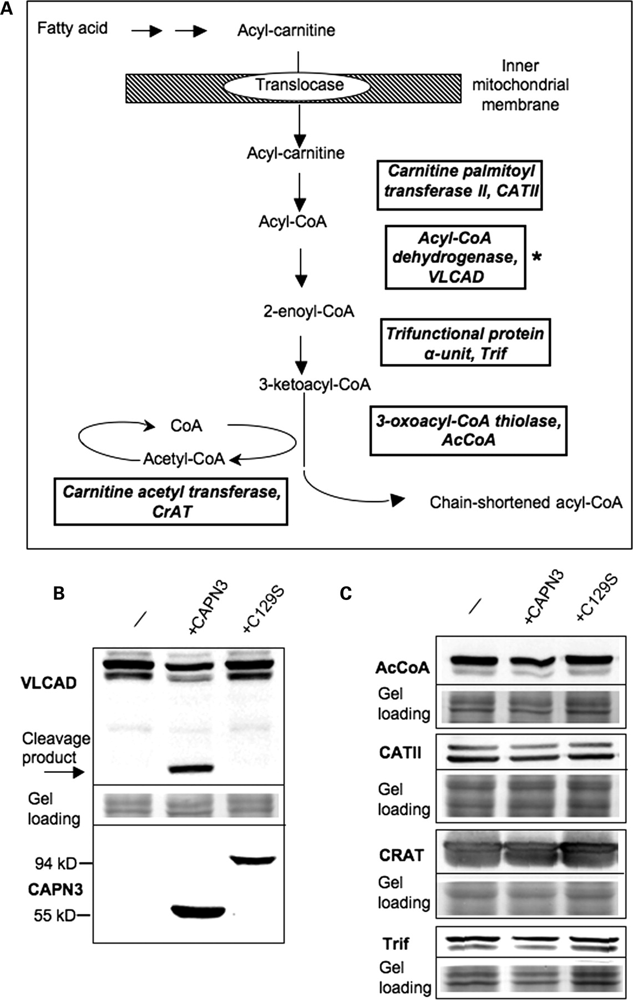 A
Fatty acid
Acyl-carnitine
Translocase
Inner
mitochondrial
membrane
Acyl-carnitine
Carnitine palmitoyl
transferase II, CATII
Acyl-CoA
Acyl-CoA
dehydrogenase,
VLCAD
*
2-enoyl-CoA
Trifunctional protein
α-unit, Trif
3-ketoacyl-CoA
3-oxoacyl-CoA thiolase,
AcCoA
CoA
Acetyl-CoA
Carnitine acetyl transferase,
CrAT
Chain-shortened acyl-CoA
B
/
+CAPN3
+C129S
VLCAD
Cleavage
product
Gel
loading
94 kD
CAPN3
55 kD
C
/
+CAPN3
+C129S
AcCoA
Gel
loading
CATII
Gel
loading
CRAT
Gel
loading
Trif
Gel
loading